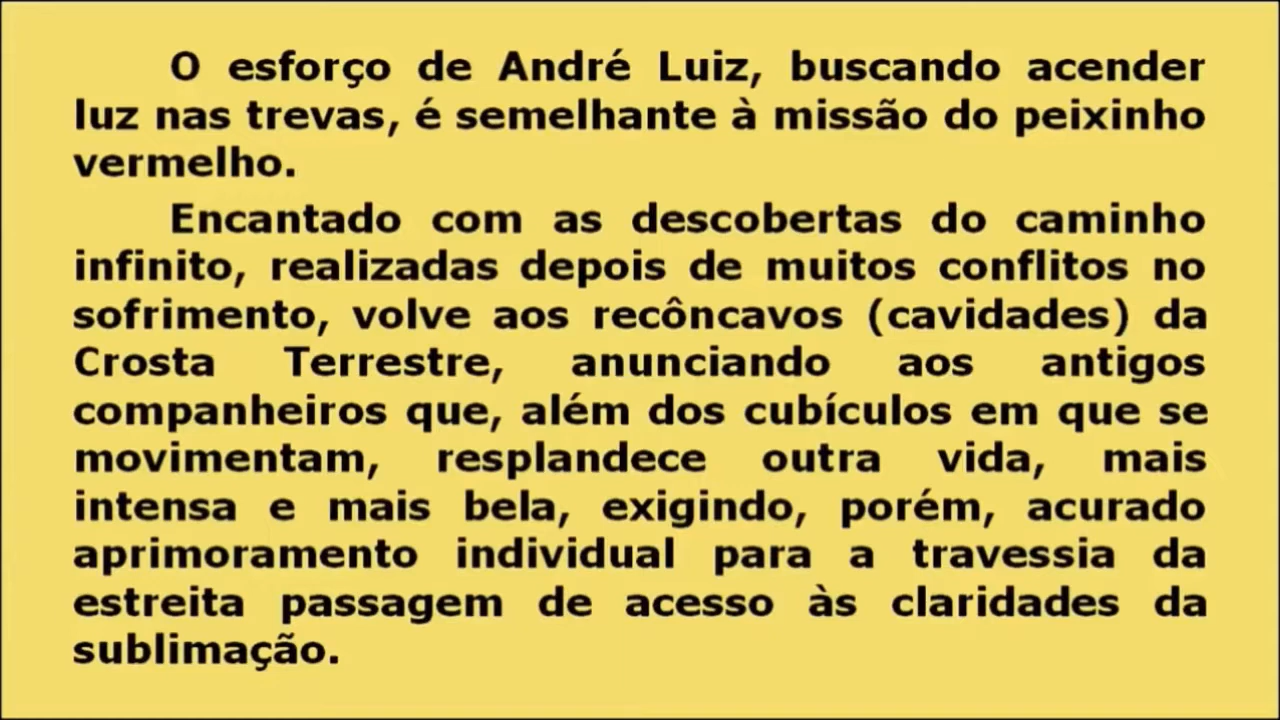 O esforço de André Luiz, buscando acender
luz nas trevas, é semelhante à missão do peixinho
vermelho.
Encantado com as descobertas do caminho
infinito, realizadas depois de muitos conflitos no
sofrimento, volve aos recôncavos (cavidades) da
Crosta Terrestre, anunciando aos antigos
companheiros que, além dos cubículos em que se
movimentam, resplandece outra vida, mais
intensa e mais bela, exigindo, porém, acurado
aprimoramento individual para a travessia da
estreita passagem de acesso às claridades da
sublimação.